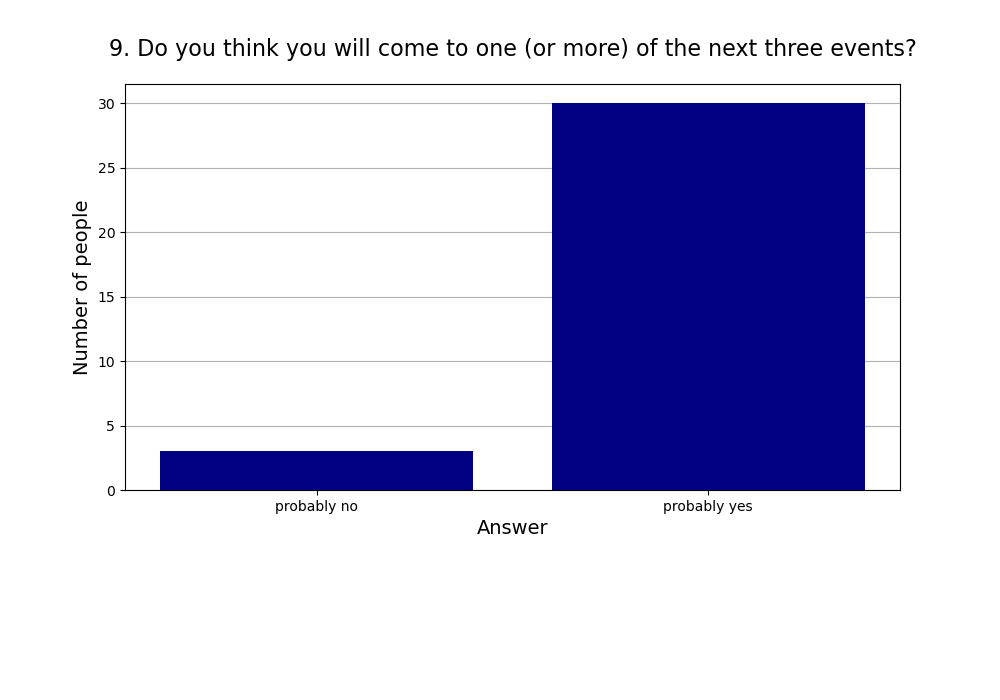 9. Do you think you will come to one (or more) of the next three events?
Number of people
30
25
20
15
10
5
0
probably no probably yes
Answer